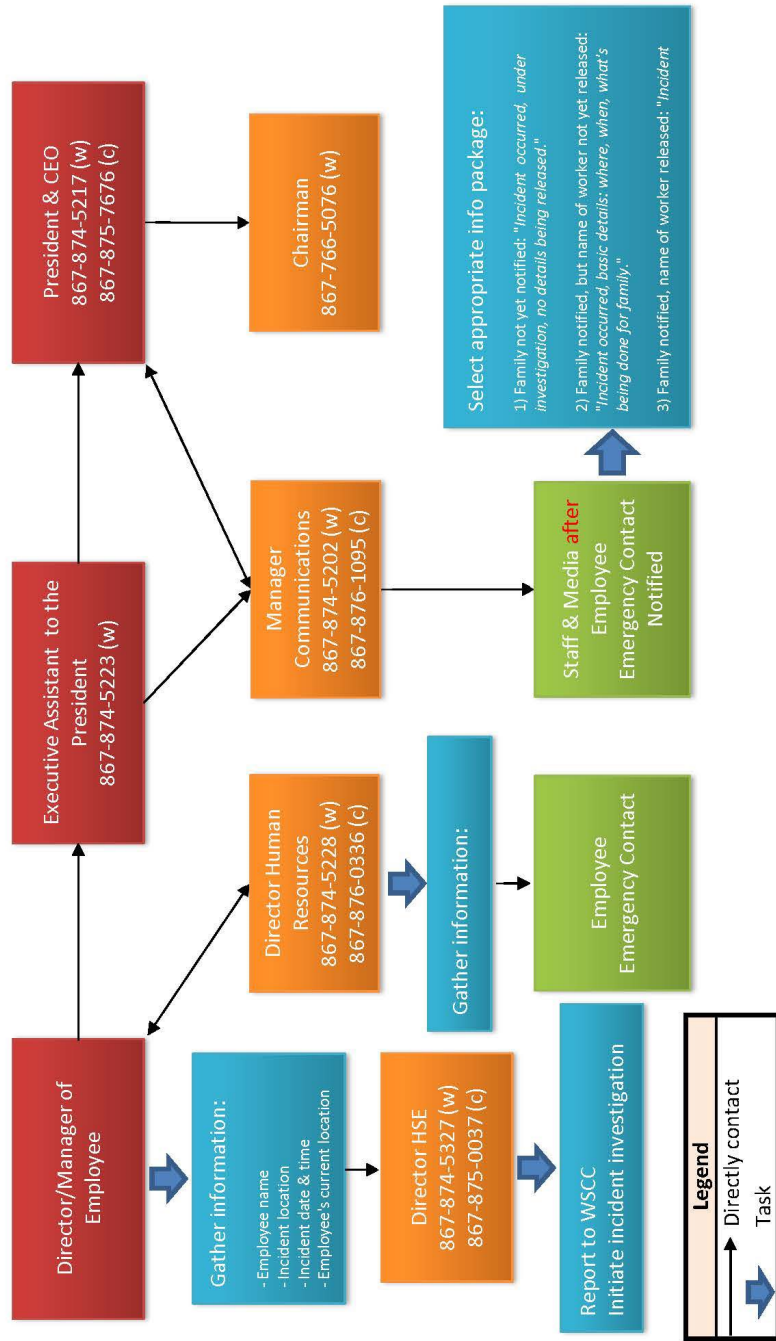 Director/Manager of
Employee
Executive Assistant to the
President
867-874-5223 (w)
President & CEO
867-874-5217 (w)
867-875-7676 (c)
Gather information:
- Employee name
- Incident location
- Incident date & time
- Employee's current location
Director Human
Resources
867-874-5228 (w)
867-876-0336 (c)
Manager
Communications
867-874-5202 (w)
867-876-1095 (c)
Chairman
867-766-5076 (w)
Director HSE
867-874-5327 (w)
867-875-0037 (c)
Gather information:
Report to WSCC
Initiate incident investigation
Employee
Emergency Contact
Staff & Media after
Employee
Emergency Contact
Notified
Select appropriate info package:
1) Family not yet notified: "Incident occurred, under
investigation, no details being released."
2) Family notified, but name of worker not yet released:
"Incident occurred, basic details: where, when, what's
being done for family."
3) Family notified, name of worker released: "Incident
Legend
Directly contact
Task